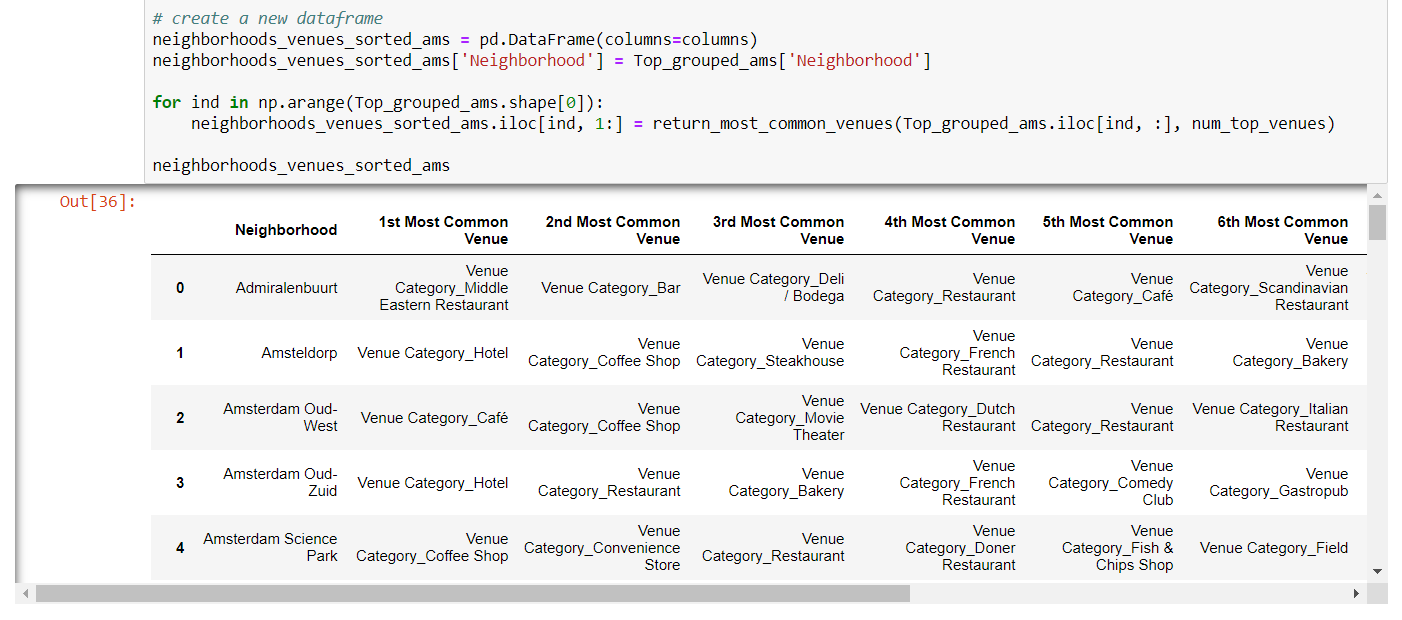 # create a new dataframe
neighborhoods_venues_sorted_ams = pd.DataFrame(columns=columns)
neighborhoods_venues_sorted_ams['Neighborhood'] = Top_grouped_ams['Neighborhood']
for ind in np.arange(Top_grouped_ams.shape[0]):
    neighborhoods_venues_sorted_ams.iloc[ind, 1:] = return_most_common_venues(Top_grouped_ams.iloc[ind, :], num_top_venues)
neighborhoods_venues_sorted_ams
Out[36]:
Neighborhood
1st Most Common
Venue
2nd Most Common
Venue
3rd Most Common
Venue
4th Most Common
Venue
5th Most Common
Venue
6th Most Common
Venue
0
Admiralenbuurt
Venue
Category_Middle
Eastern Restaurant
Venue Category_Bar
Venue Category_Deli
/ Bodega
Venue
Category_Restaurant
Venue
Category_Café
Venue
Category_Scandinavian
Restaurant
1
Amsteldorp
Venue Category_Hotel
Venue
Category_Coffee Shop
Venue
Category_Steakhouse
Venue
Category_French
Restaurant
Venue
Category_Restaurant
Venue
Category_Bakery
2
Amsterdam Oud-
West
Venue Category_Café
Venue
Category_Coffee Shop
Venue
Category_Movie
Theater
Venue Category_Dutch
Restaurant
Venue
Category_Restaurant
Venue Category_Italian
Restaurant
3
Amsterdam Oud-
Zuid
Venue Category_Hotel
Venue
Category_Restaurant
Venue
Category_Bakery
Venue
Category_French
Restaurant
Venue
Category_Comedy
Club
Venue
Category_Gastropub
4
Amsterdam Science
Park
Venue
Category_Coffee Shop
Venue
Category_Convenience
Store
Venue
Category_Restaurant
Venue
Category_Doner
Restaurant
Venue
Category_Fish &
Chips Shop
Venue Category_Field